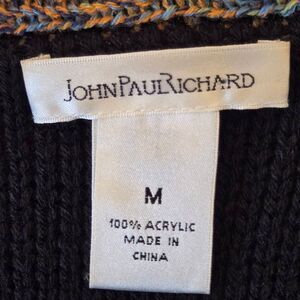 JOHNPAULRICHARD
M
100% ACRYLIC
MADE IN
CHINA